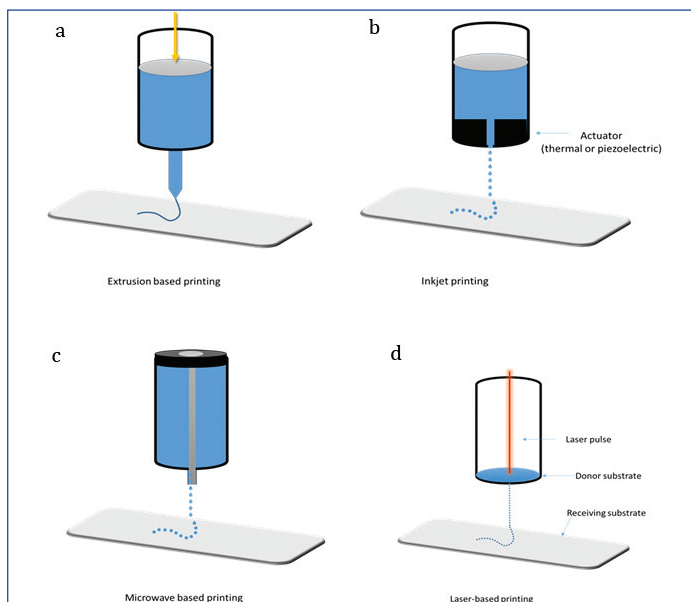 a
b
Actuator
(thermal or piezoelectric)
Extrusion based printing
Inkjet printing
c
d
Laser pulse
Donor substrate
Receiving substrate
Microwave based printing
Laser-based printing